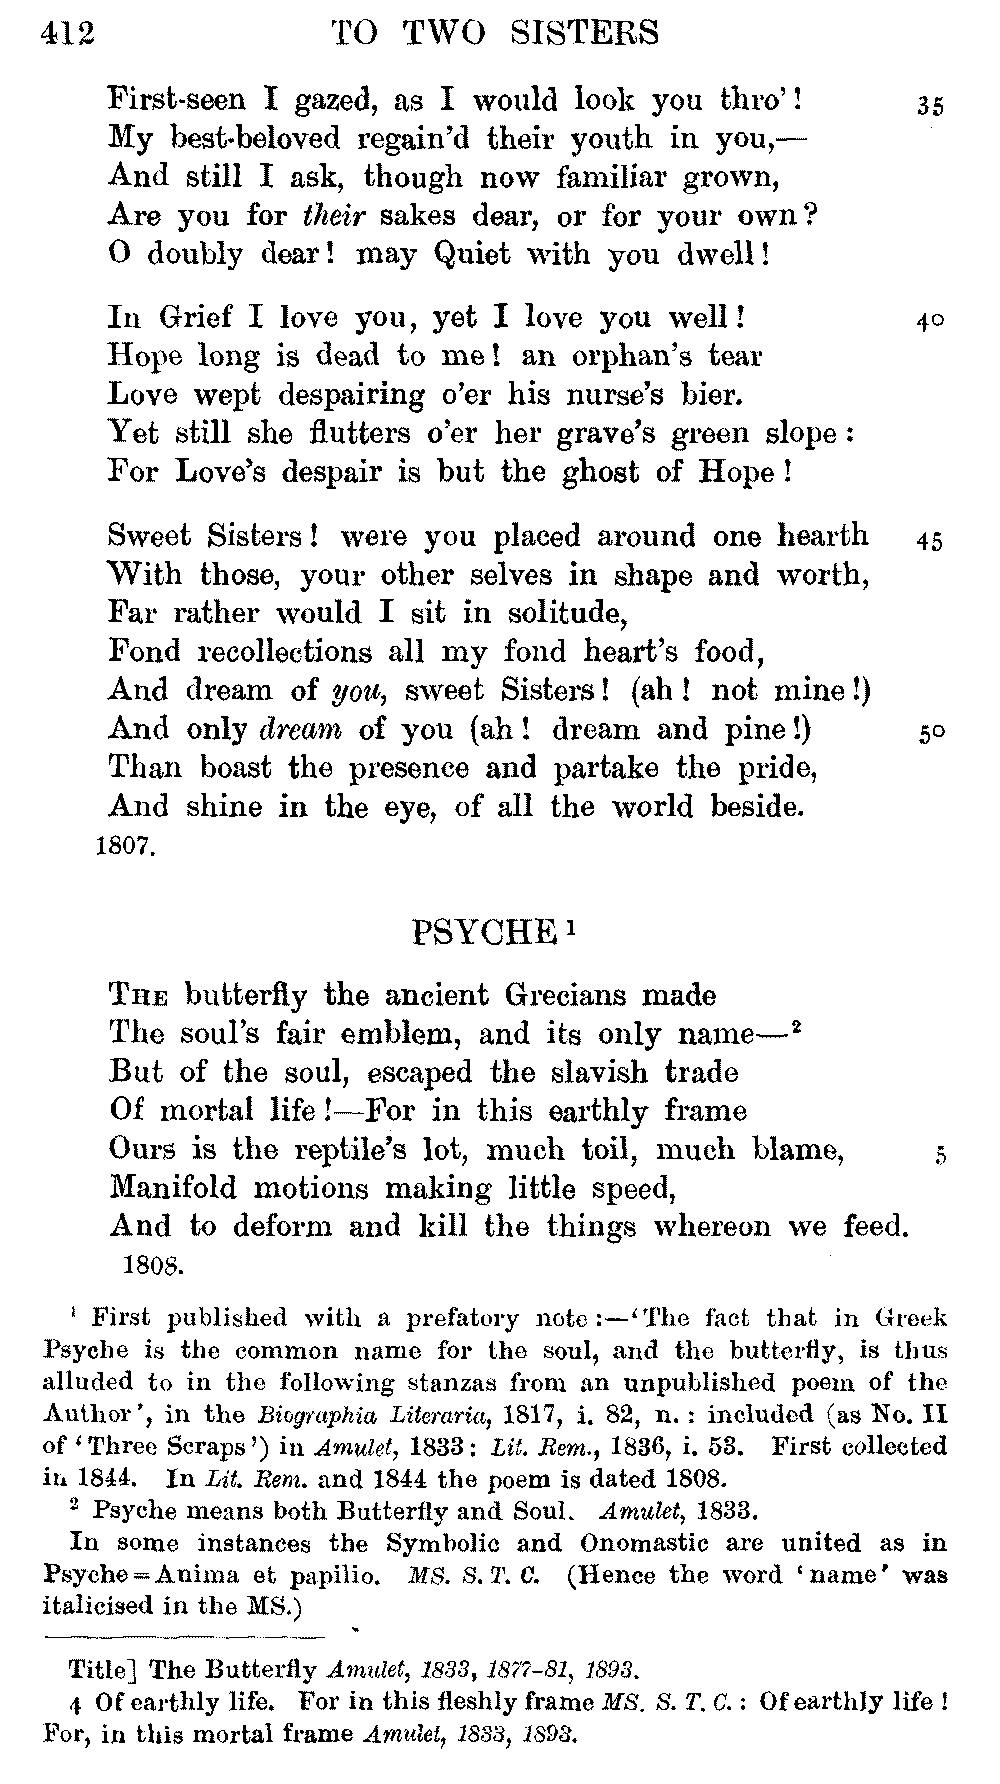 412 TO TWO SISTERS
First-seen I gazed, as I would look you thro'! 35
My best-beloved regain'd their youth in you,—
And still I ask, though now familiar grown,
Are you for their sakes dear, or for your own?
O doubly dear! may Quiet with you dwell!
In Grief I love you, yet I love you well! 40
Hope long is dead to me! an orphan's tear
Love wept despairing o'er his nurse's bier.
Yet still she flutters o'er her grave's green slope:
For Love's despair is but the ghost of Hope!
Sweet Sisters! were you placed around one hearth 45
With those, your other selves in shape and worth,
Far rather would I sit in solitude,
Fond recollections all my fond heart's food,
And dream of you, sweet Sisters! (ah! not mine!)
And only dream of you (ah! dream and pine!) 50
Than boast the presence and partake the pride,
And shine in the eye, of all the world beside.
1807.
PSYCHE ¹
THE butterfly the ancient Grecians made
The soul's fair emblem, and its only name—²
But of the soul, escaped the slavish trade
Of mortal life!—For in this earthly frame
Ours is the reptile's lot, much toil, much blame, 5
Manifold motions making little speed,
And to deform and kill the things whereon we feed.
1808.
¹ First published with a prefatory note:—'The fact that in Greek
Psyche is the common name for the soul, and the butterfly, is thus
alluded to in the following stanzas from an unpublished poem of the
Author', in the Biographia Literaria, 1817, i. 82, n.: included (as No. II
of 'Three Scraps') in Amulet, 1833: Lit. Rem., 1836, i. 53. First collected
in 1844. In Lit. Rem. and 1844 the poem is dated 1808.
² Psyche means both Butterfly and Soul. Amulet, 1833.
In some instances the Symbolic and Onomastic are united as in
Psyche=Anima et papilio. MS. S. T. C. (Hence the word 'name' was
italicised in the MS.)
Title] The Butterfly Amulet, 1833, 1877-81, 1893.
4 Of earthly life. For in this fleshly frame MS. S. T. C.: Of earthly life!
For, in this mortal frame Amulet, 1833, 1893.